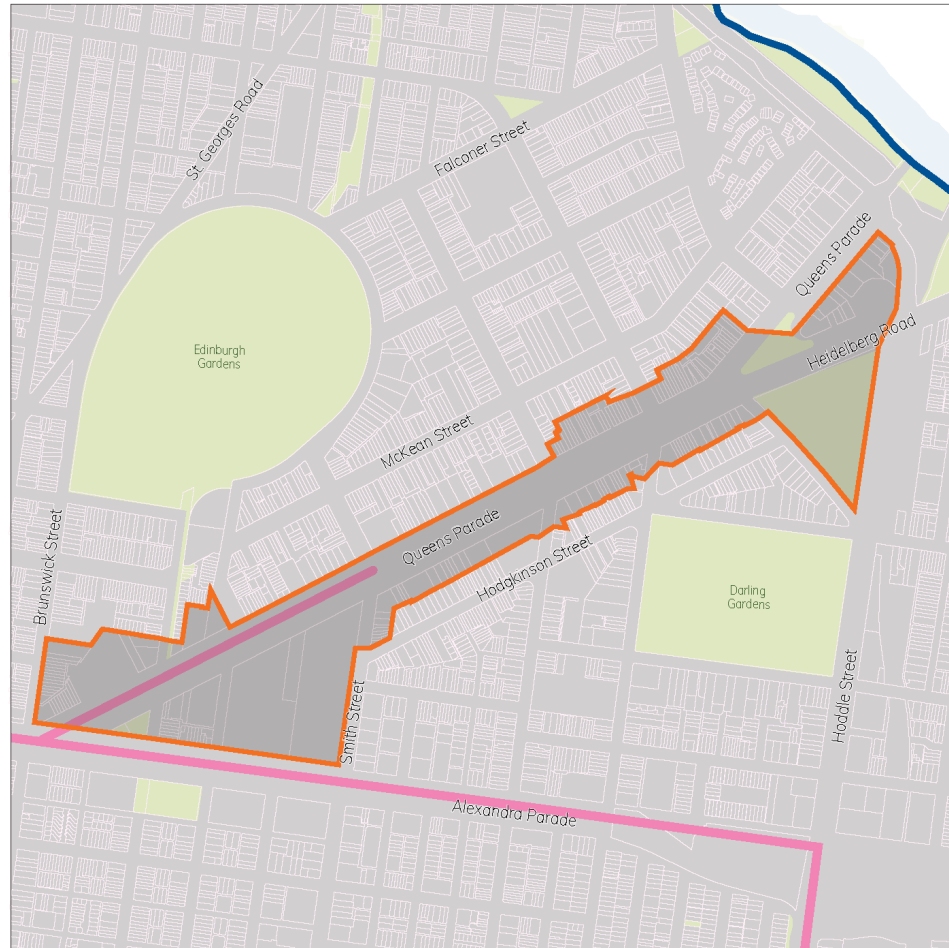 St. Georges Road
Falconer Street
Queens Parade
Heidelberg Road
Edinburgh
Gardens
McKean Street
Queens Parade
Hodgkinson Street
Brunswick Street
Darling
Gardens
Smith Street
Hoddle Street
Alexandra Parade